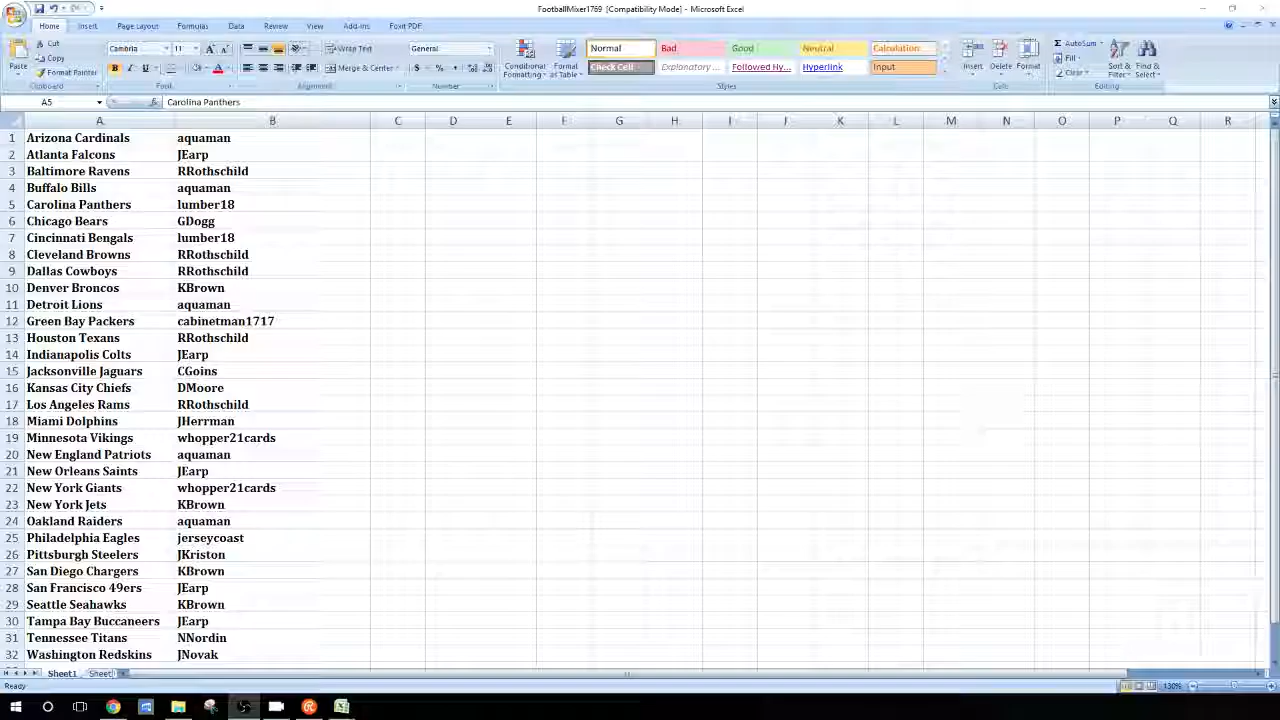 FootballMixer1769 [Compatibility Mode] - Microsoft Excel
Home Insert Page Layout Formulas Data Review View Add-ins Foxit PDF
Cut
Copy
Format Painter
Paste
Clipboard
Cambria 11
Font
Wrap Text
Merge & Center
Alignment
General
Number
Conditional Formatting
Format as Table
Normal Bad Good Neutral Calculation
Check Cell Explanatory ... Followed Hy... Hyperlink Input
Styles
Insert Delete Format
Cells
AutoSum
Fill
Clear
Sort & Filter
Find & Select
Editing
A5 fx Carolina Panthers
A B C D E F G H I J K L M N O P Q R
1 Arizona Cardinals aquaman
2 Atlanta Falcons JEarp
3 Baltimore Ravens RRothschild
4 Buffalo Bills aquaman
5 Carolina Panthers lumber18
6 Chicago Bears GDogg
7 Cincinnati Bengals lumber18
8 Cleveland Browns RRothschild
9 Dallas Cowboys RRothschild
10 Denver Broncos KBrown
11 Detroit Lions aquaman
12 Green Bay Packers cabinetman1717
13 Houston Texans RRothschild
14 Indianapolis Colts JEarp
15 Jacksonville Jaguars CGoins
16 Kansas City Chiefs DMoore
17 Los Angeles Rams RRothschild
18 Miami Dolphins JHerrman
19 Minnesota Vikings whopper21cards
20 New England Patriots aquaman
21 New Orleans Saints JEarp
22 New York Giants whopper21cards
23 New York Jets KBrown
24 Oakland Raiders aquaman
25 Philadelphia Eagles jerseycoast
26 Pittsburgh Steelers JKriston
27 San Diego Chargers KBrown
28 San Francisco 49ers JEarp
29 Seattle Seahawks KBrown
30 Tampa Bay Buccaneers JEarp
31 Tennessee Titans NNordin
32 Washington Redskins JNovak
Sheet1 Sheet
Ready 130%